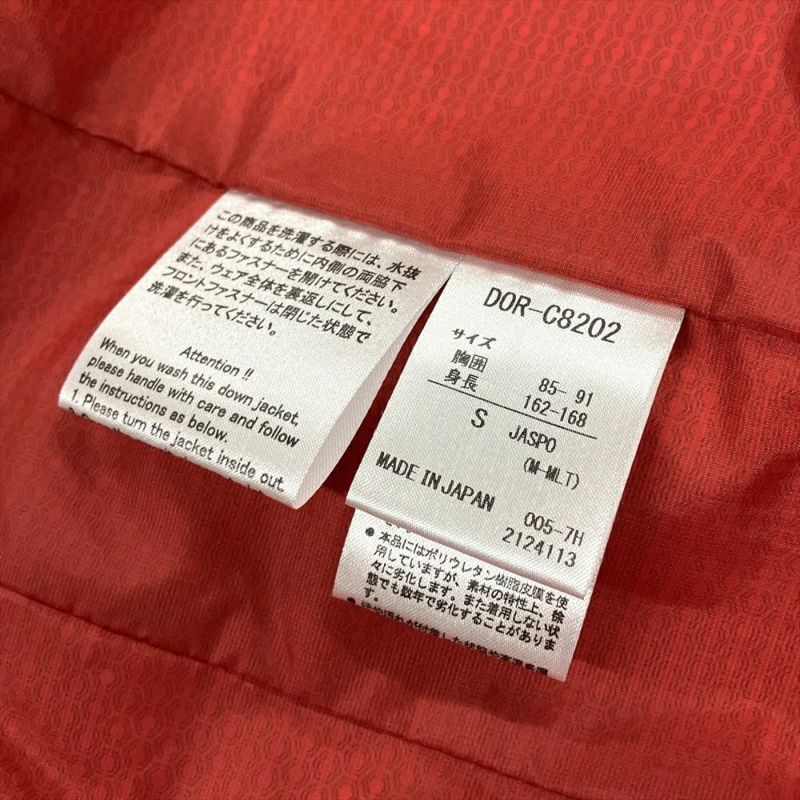 この商品を洗濯する際には、水抜
けをよくするために内側の両脇下
にあるファスナーを開けてください。
また、ウェア全体を裏返しにして、
フロントファスナーは閉じた状態で
洗濯を行ってください。
Attention !!
When you wash this down jacket,
please handle with care and follow
the instructions as below.
1. Please turn the jacket inside out.
DOR-C8202
サイズ
胸囲 85- 91
身長 162-168
S JASPO
(M-MLT)
MADE IN JAPAN
005-7H
2124113
● 本品にはポリウレタン樹脂皮膜を使
用していますが、素材の特性上、徐
々に劣化します。また着用しない状
態でも数年で劣化することがありま
す。